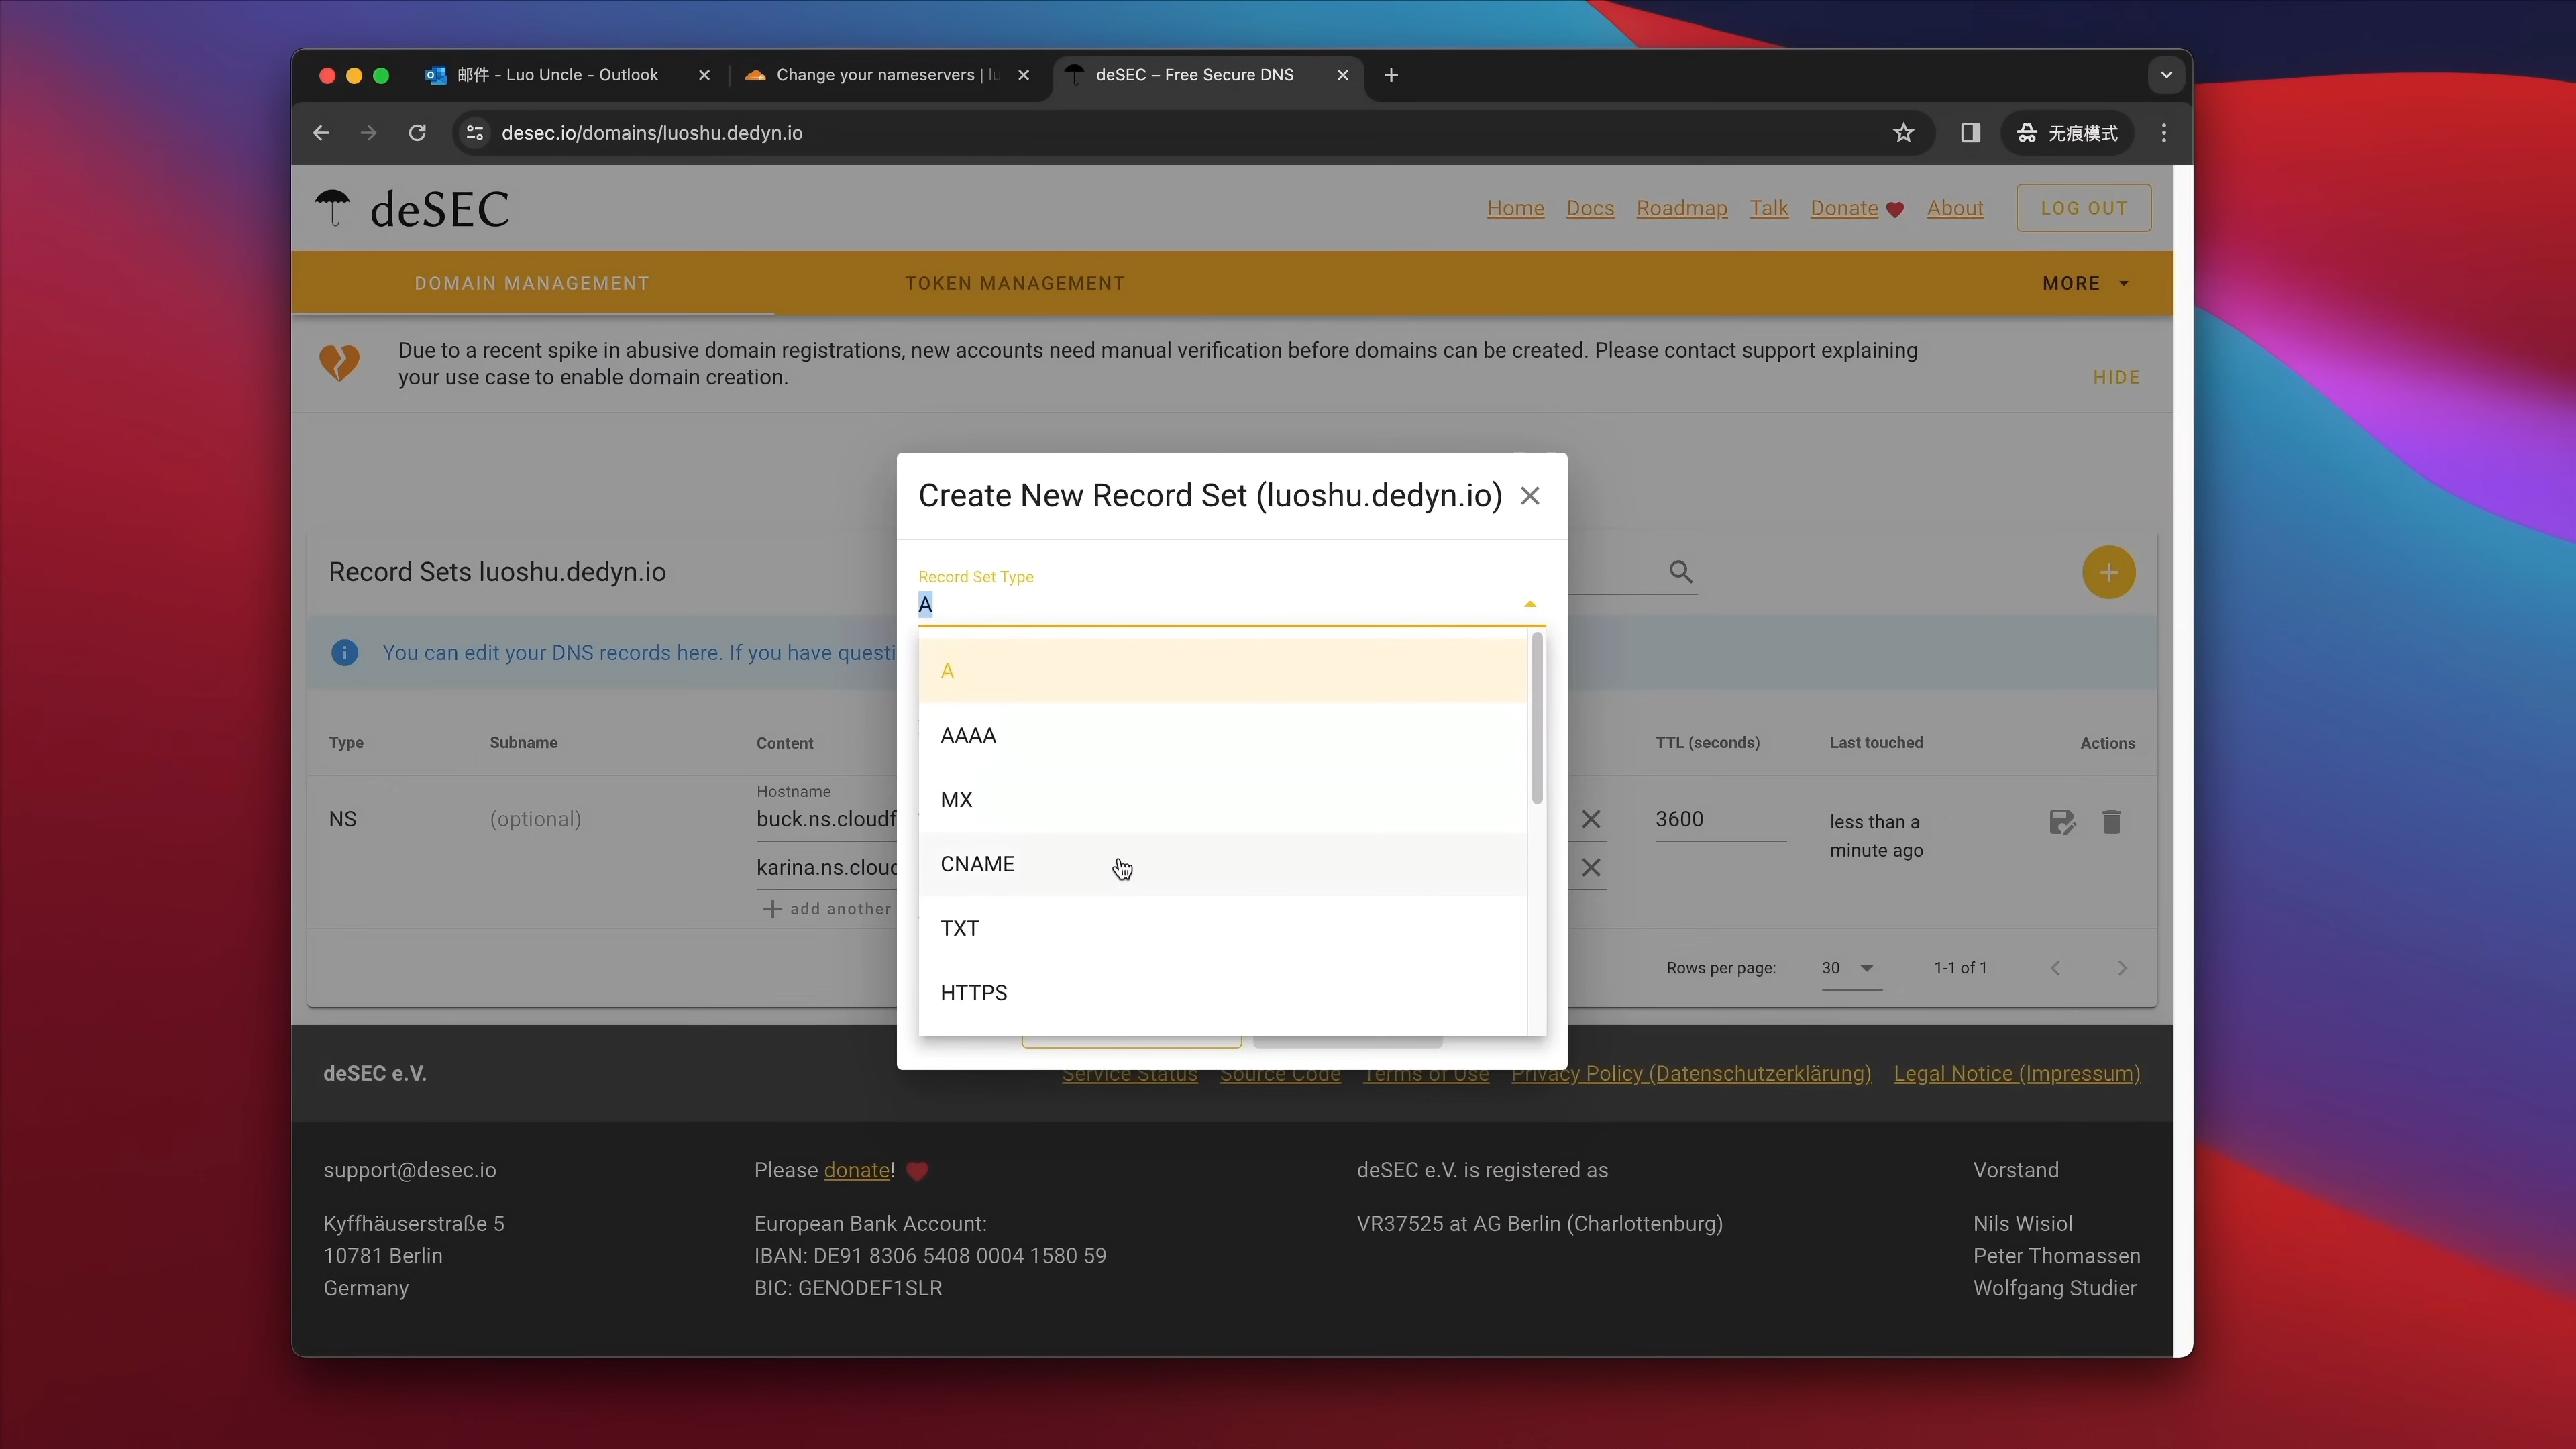 邮件 - Luo Uncle - Outlook
Change your nameservers | lu
deSEC – Free Secure DNS
desec.io/domains/luoshu.dedyn.io
无痕模式
deSEC
Home Docs Roadmap Talk Donate About LOG OUT
DOMAIN MANAGEMENT TOKEN MANAGEMENT MORE
Due to a recent spike in abusive domain registrations, new accounts need manual verification before domains can be created. Please contact support explaining
your use case to enable domain creation.
HIDE
Create New Record Set (luoshu.dedyn.io)
Record Sets luoshu.dedyn.io
Record Set Type
A
You can edit your DNS records here. If you have questi
A
AAAA
MX
CNAME
TXT
HTTPS
Type Subname Content TTL (seconds) Last touched Actions
Hostname
NS (optional) buck.ns.cloudf 3600 less than a
minute ago
karina.ns.cloud
add another
Rows per page: 30 1-1 of 1
deSEC e.V.
Service Status Source Code Terms of Use Privacy Policy (Datenschutzerklärung) Legal Notice (Impressum)
support@desec.io
Kyffhäuserstraße 5
10781 Berlin
Germany
Please donate!
European Bank Account:
IBAN: DE91 8306 5408 0004 1580 59
BIC: GENODEF1SLR
deSEC e.V. is registered as
VR37525 at AG Berlin (Charlottenburg)
Vorstand
Nils Wisiol
Peter Thomassen
Wolfgang Studier